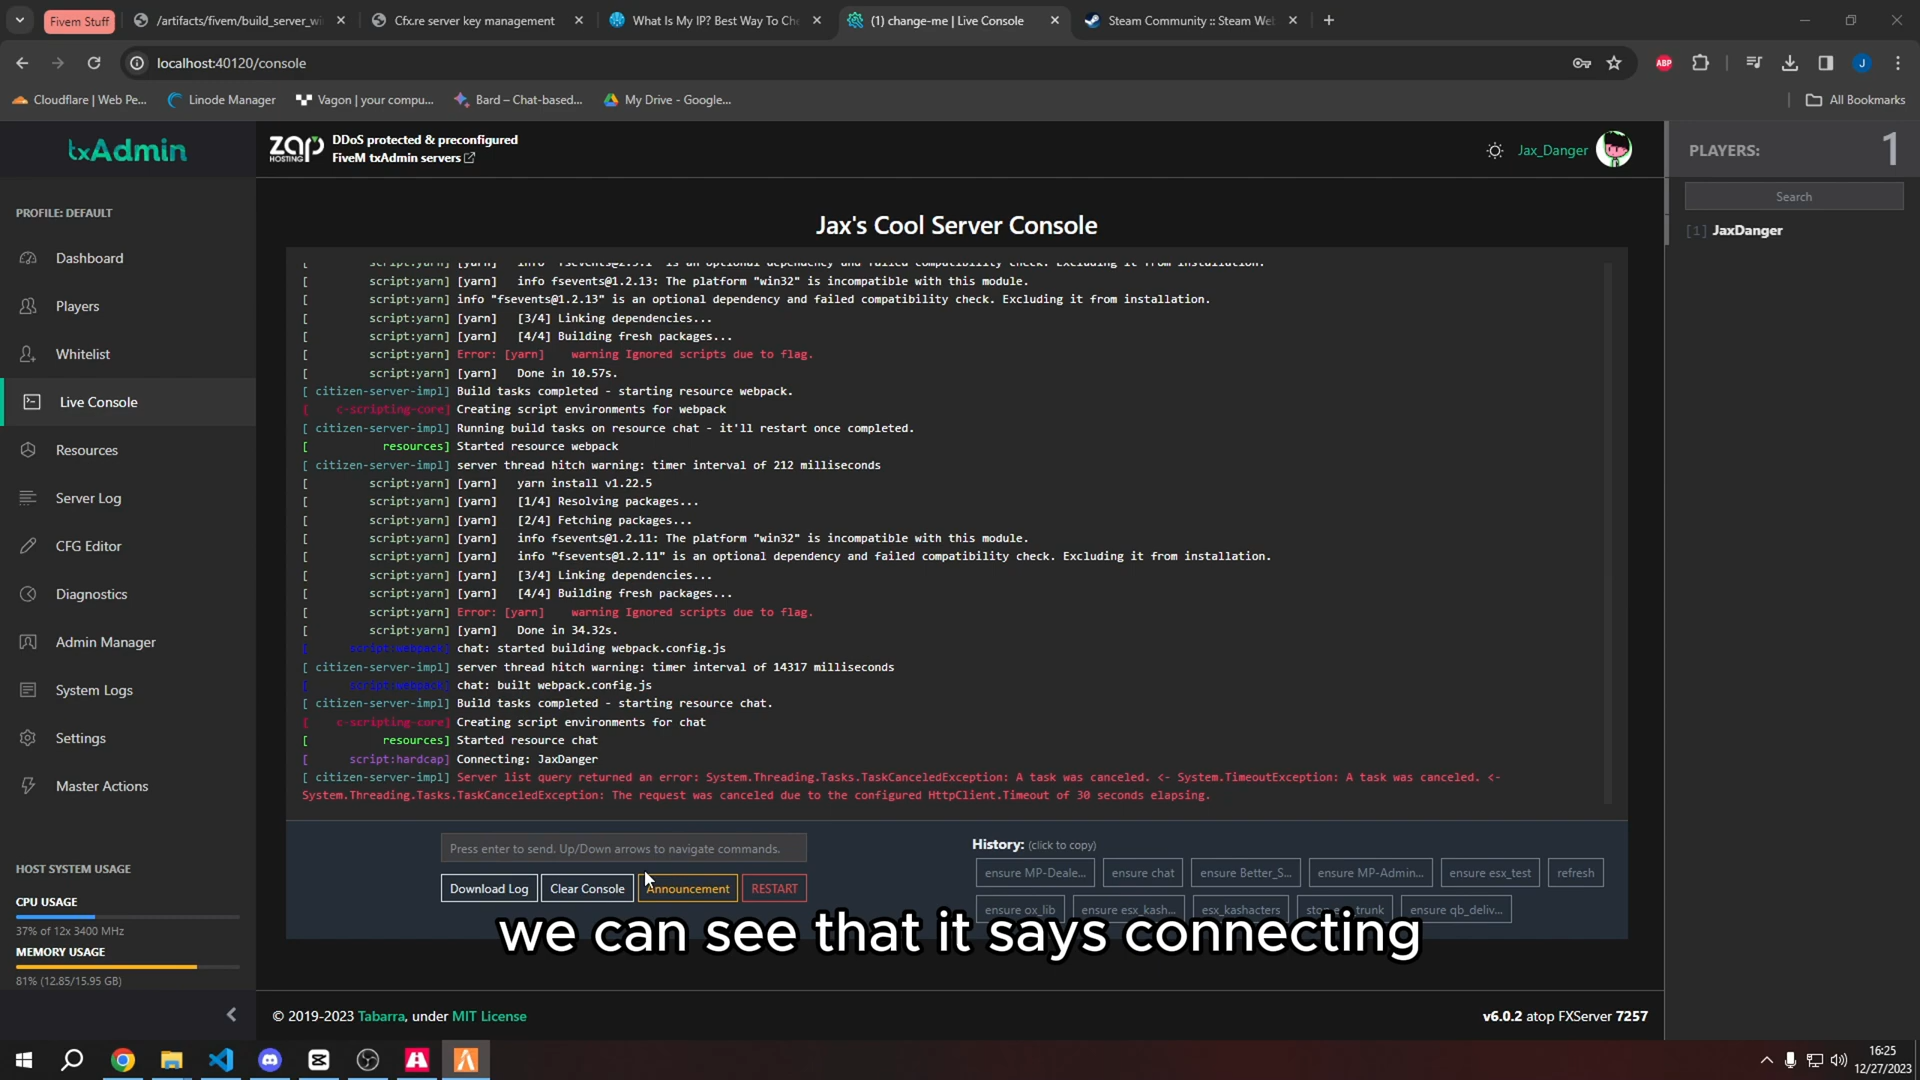 Fivem Stuff
/artifacts/fivem/build_server_wi
Cfx.re server key management
What Is My IP? Best Way To Che
(1) change-me | Live Console
Steam Community :: Steam Web
localhost:40120/console
ABP
J
Cloudflare | Web Pe...
Linode Manager
Vagon | your compu...
Bard – Chat-based...
My Drive - Google...
All Bookmarks
txAdmin
ZAP HOSTING
DDoS protected & preconfigured
FiveM txAdmin servers
Jax_Danger
PLAYERS: 1
Search
[1] JaxDanger
PROFILE: DEFAULT
Dashboard
Players
Whitelist
Live Console
Resources
Server Log
CFG Editor
Diagnostics
Admin Manager
System Logs
Settings
Master Actions
HOST SYSTEM USAGE
CPU USAGE
37% of 12x 3400 MHz
MEMORY USAGE
81% (12.85/15.95 GB)
Jax's Cool Server Console
[ script:yarn] [yarn] info fsevents@1.2.13: The platform "win32" is incompatible with this module.
[ script:yarn] info "fsevents@1.2.13" is an optional dependency and failed compatibility check. Excluding it from installation.
[ script:yarn] [yarn] [3/4] Linking dependencies...
[ script:yarn] [yarn] [4/4] Building fresh packages...
[ script:yarn] Error: [yarn] warning Ignored scripts due to flag.
[ script:yarn] [yarn] Done in 10.57s.
[ citizen-server-impl] Build tasks completed - starting resource webpack.
[ c-scripting-core] Creating script environments for webpack
[ citizen-server-impl] Running build tasks on resource chat - it'll restart once completed.
[ resources] Started resource webpack
[ citizen-server-impl] server thread hitch warning: timer interval of 212 milliseconds
[ script:yarn] [yarn] yarn install v1.22.5
[ script:yarn] [yarn] [1/4] Resolving packages...
[ script:yarn] [yarn] [2/4] Fetching packages...
[ script:yarn] [yarn] info fsevents@1.2.11: The platform "win32" is incompatible with this module.
[ script:yarn] [yarn] info "fsevents@1.2.11" is an optional dependency and failed compatibility check. Excluding it from installation.
[ script:yarn] [yarn] [3/4] Linking dependencies...
[ script:yarn] [yarn] [4/4] Building fresh packages...
[ script:yarn] Error: [yarn] warning Ignored scripts due to flag.
[ script:yarn] [yarn] Done in 34.32s.
[ script:webpack] chat: started building webpack.config.js
[ citizen-server-impl] server thread hitch warning: timer interval of 14317 milliseconds
[ script:webpack] chat: built webpack.config.js
[ citizen-server-impl] Build tasks completed - starting resource chat.
[ c-scripting-core] Creating script environments for chat
[ resources] Started resource chat
[ script:hardcap] Connecting: JaxDanger
[ citizen-server-impl] Server list query returned an error: System.Threading.Tasks.TaskCanceledException: A task was canceled. <- System.TimeoutException: A task was canceled. <-
System.Threading.Tasks.TaskCanceledException: The request was canceled due to the configured HttpClient.Timeout of 30 seconds elapsing.
Press enter to send. Up/Down arrows to navigate commands.
Download Log
Clear Console
Announcement
RESTART
History: (click to copy)
ensure MP-Deale...
ensure chat
ensure Better_S...
ensure MP-Admin...
ensure esx_test
refresh
ensure ox_lib
ensure esx_kash...
esx_kashacters
ensure qb_deliv...
we can see that it says connecting
© 2019-2023 Tabarra, under MIT License
v6.0.2 atop FXServer 7257
16:25
12/27/2023